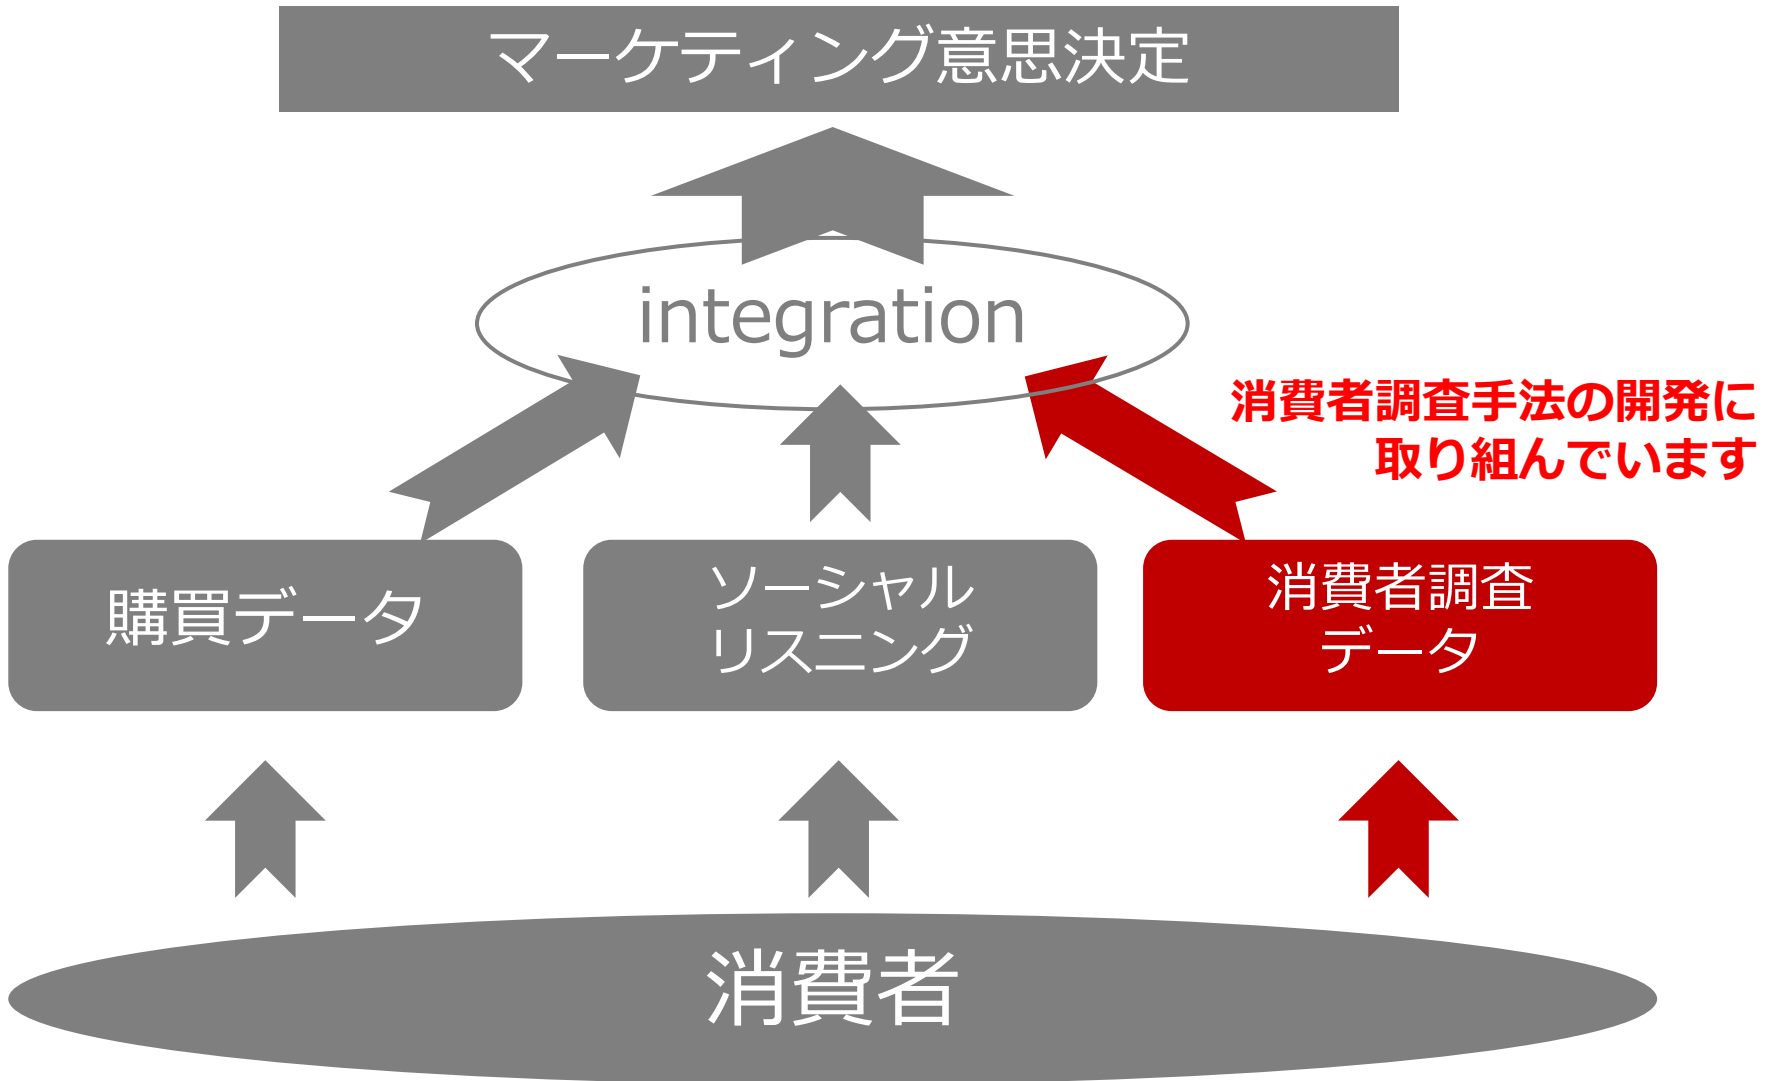 マーケティング意思決定
integration
消費者調査手法の開発に
取り組んでいます
購買データ
ソーシャル
リスニング
消費者調査
データ
消費者